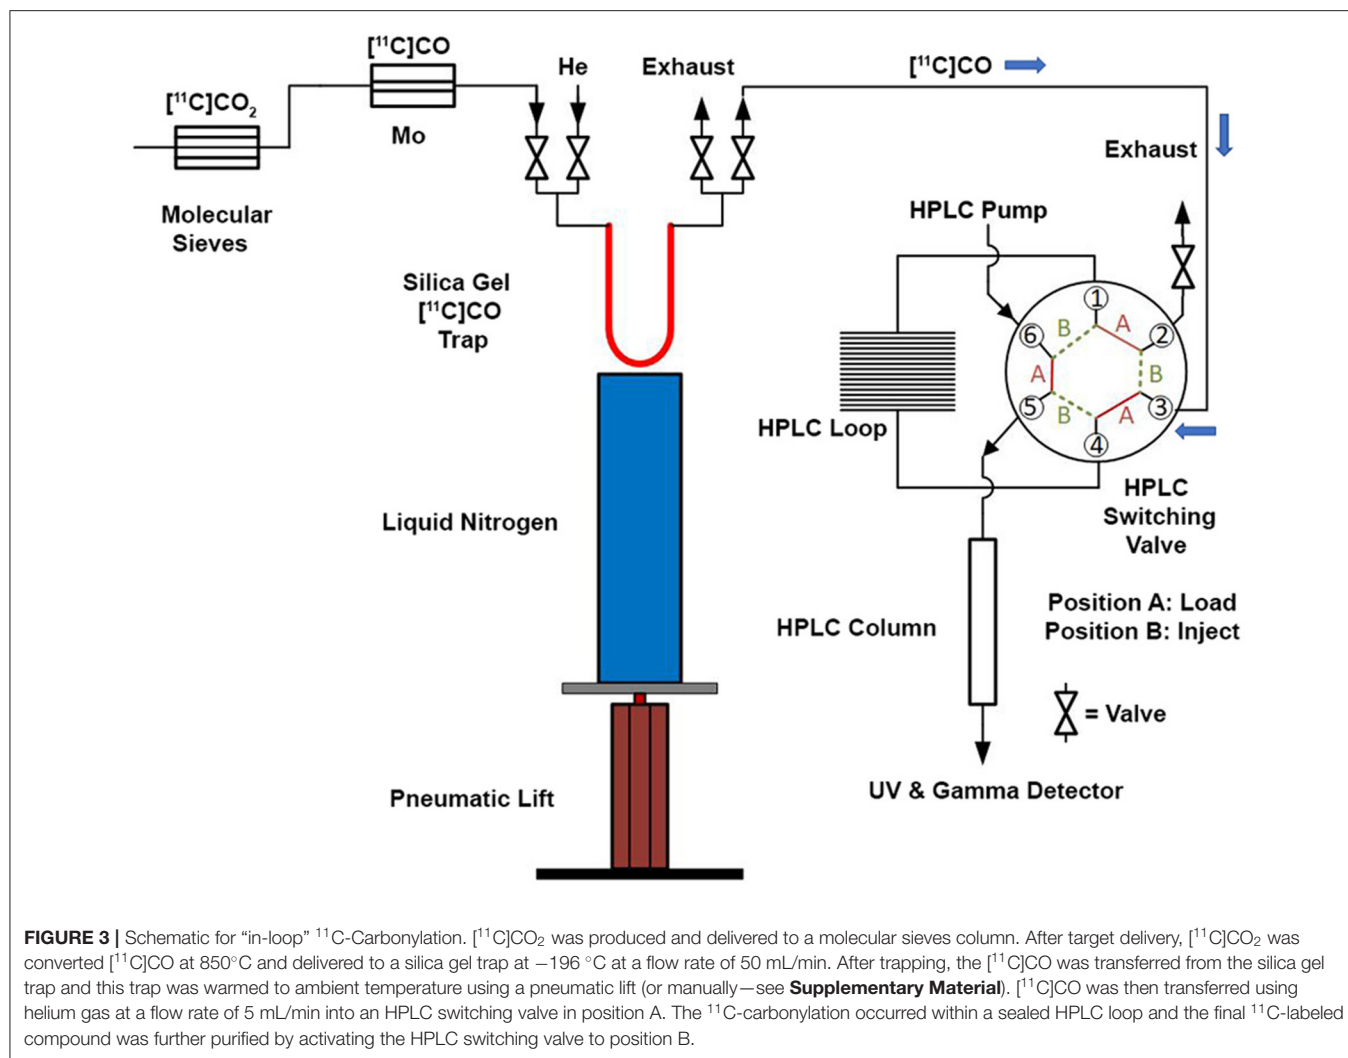 [¹¹C]CO
He
Exhaust
[¹¹C]CO
[¹¹C]CO₂
Mo
Exhaust
Molecular
Sieves
HPLC Pump
Silica Gel
[¹¹C]CO
Trap
1
B
A
6
2
A
B
5
B
A
3
4
HPLC Loop
HPLC
Switching
Valve
Liquid Nitrogen
Position A: Load
Position B: Inject
HPLC Column
= Valve
Pneumatic Lift
UV & Gamma Detector
FIGURE 3 | Schematic for “in-loop” ¹¹C-Carbonylation. [¹¹C]CO₂ was produced and delivered to a molecular sieves column. After target delivery, [¹¹C]CO₂ was
converted [¹¹C]CO at 850°C and delivered to a silica gel trap at −196 °C at a flow rate of 50 mL/min. After trapping, the [¹¹C]CO was transferred from the silica gel
trap and this trap was warmed to ambient temperature using a pneumatic lift (or manually—see Supplementary Material). [¹¹C]CO was then transferred using
helium gas at a flow rate of 5 mL/min into an HPLC switching valve in position A. The ¹¹C-carbonylation occurred within a sealed HPLC loop and the final ¹¹C-labeled
compound was further purified by activating the HPLC switching valve to position B.